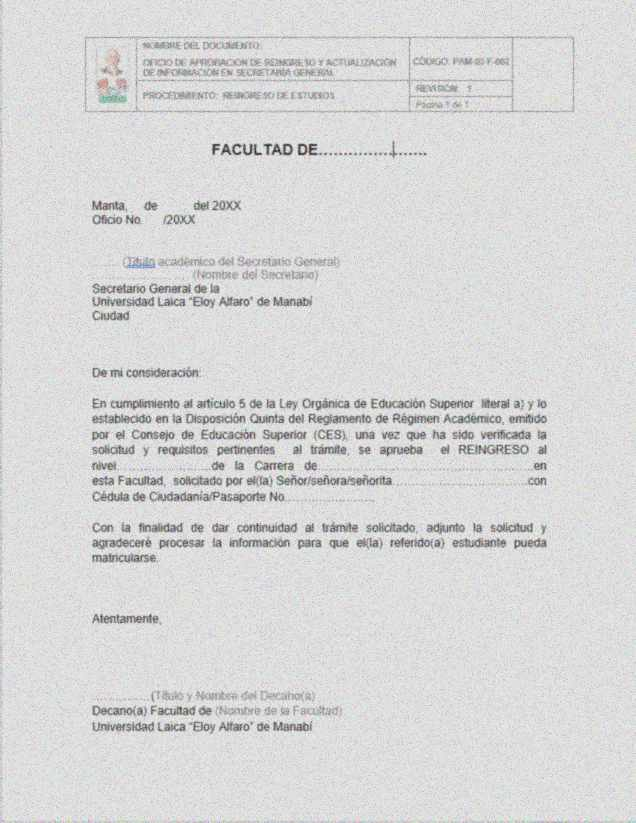 NOMBRE DEL DOCUMENTO:
OFICIO DE APROBACIÓN DE REINGRESO Y ACTUALIZACIÓN
DE INFORMACIÓN EN SECRETARÍA GENERAL
CÓDIGO: PAM-03-F-002
PROCEDIMIENTO: REINGRESO DE ESTUDIOS
REVISIÓN: 1
Página 1 de 1
FACULTAD DE......................
Manta, de del 20XX
Oficio No. /20XX
....... (Título académico del Secretario General)
....................... (Nombre del Secretario)
Secretario General de la
Universidad Laica “Eloy Alfaro” de Manabí
Ciudad
De mi consideración:
En cumplimiento al artículo 5 de la Ley Orgánica de Educación Superior literal a) y lo
establecido en la Disposición Quinta del Reglamento de Régimen Académico, emitido
por el Consejo de Educación Superior (CES), una vez que ha sido verificada la
solicitud y requisitos pertinentes al trámite, se aprueba el REINGRESO al
nivel.......................de la Carrera de......................................................en
esta Facultad, solicitado por el(la) Señor/señora/señorita..................................con
Cédula de Ciudadanía/Pasaporte No.......................
Con la finalidad de dar continuidad al trámite solicitado, adjunto la solicitud y
agradeceré procesar la información para que el(la) referido(a) estudiante pueda
matricularse.
Atentamente,
...............(Título y Nombre del Decano(a)
Decano(a) Facultad de (Nombre de la Facultad)
Universidad Laica “Eloy Alfaro” de Manabí